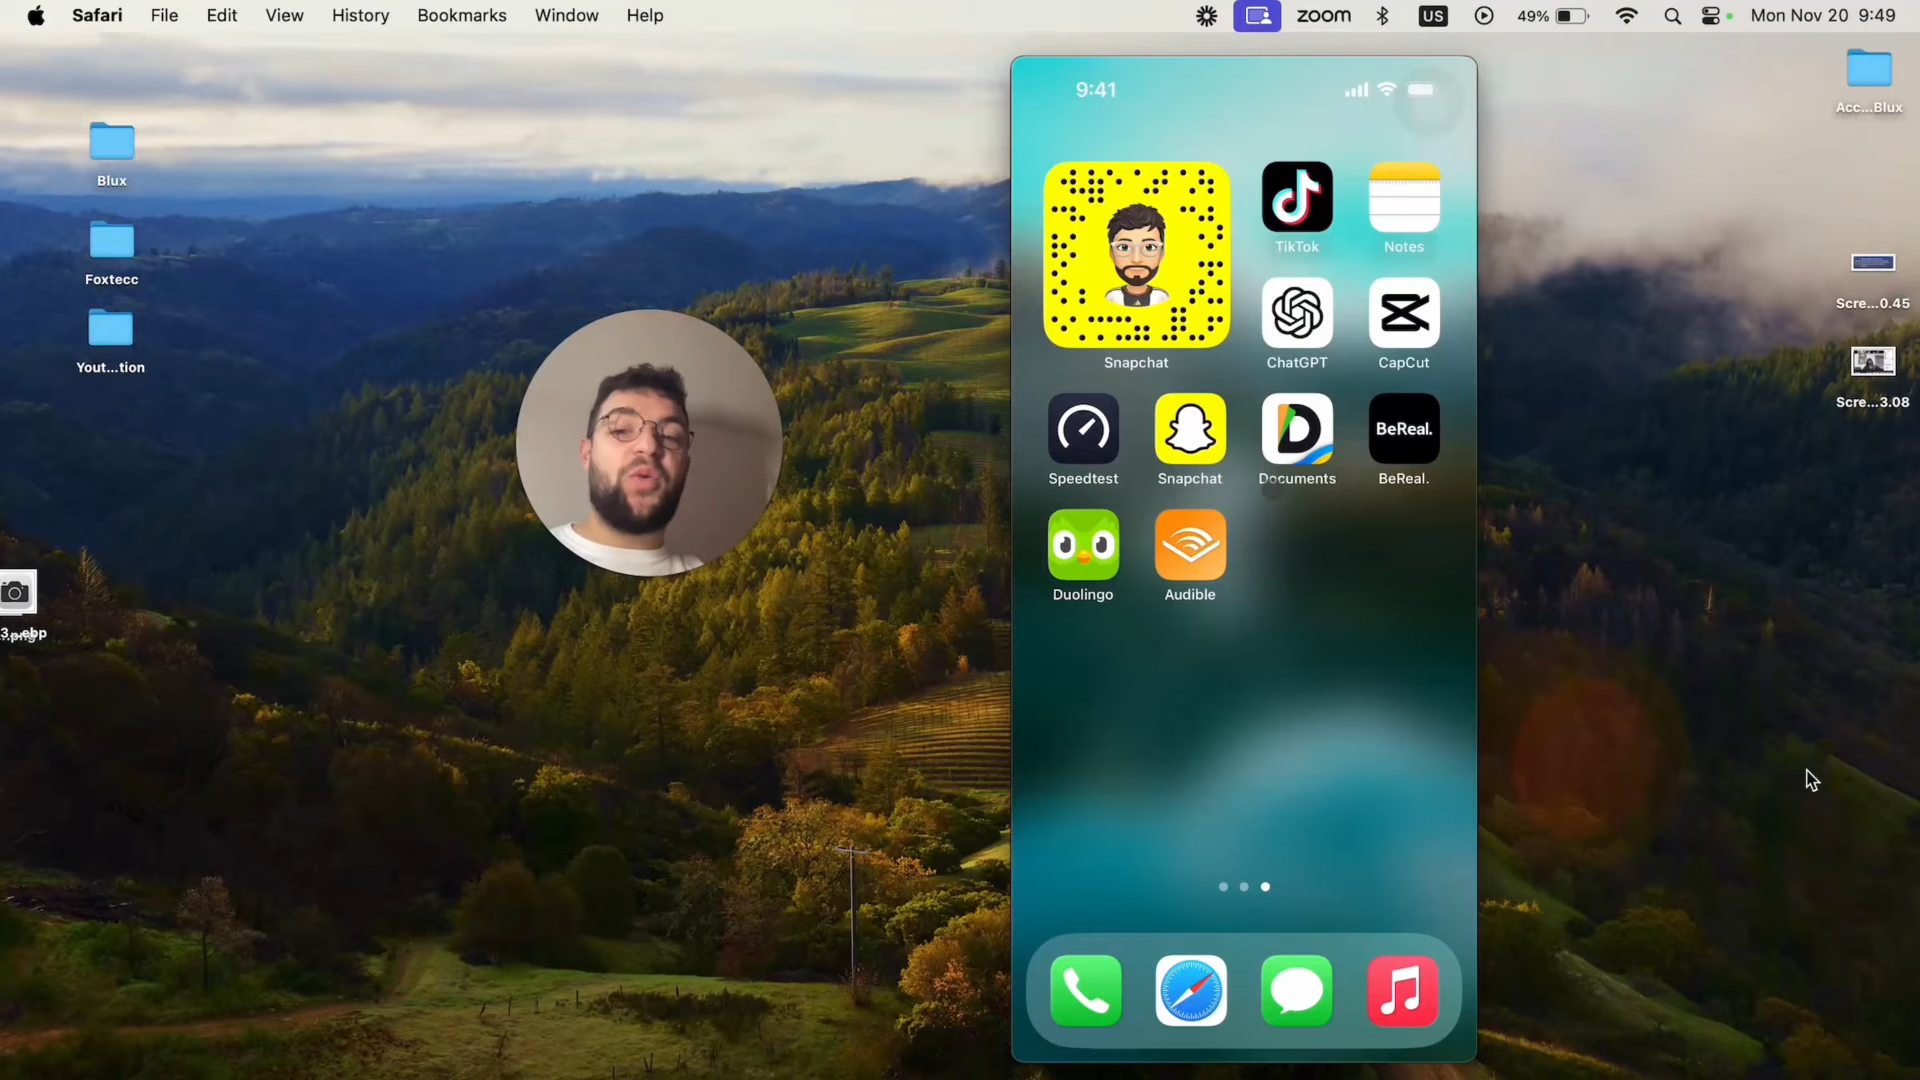 Safari File Edit View History Bookmarks Window Help zoom US 49% Mon Nov 20 9:49
Blux
Foxtecc
Yout...tion
9:41
Snapchat
TikTok
Notes
ChatGPT
CapCut
BeReal.
Speedtest
Snapchat
Documents
BeReal.
Duolingo
Audible
Acc...Blux
Scre...0.45
Scre...3.08